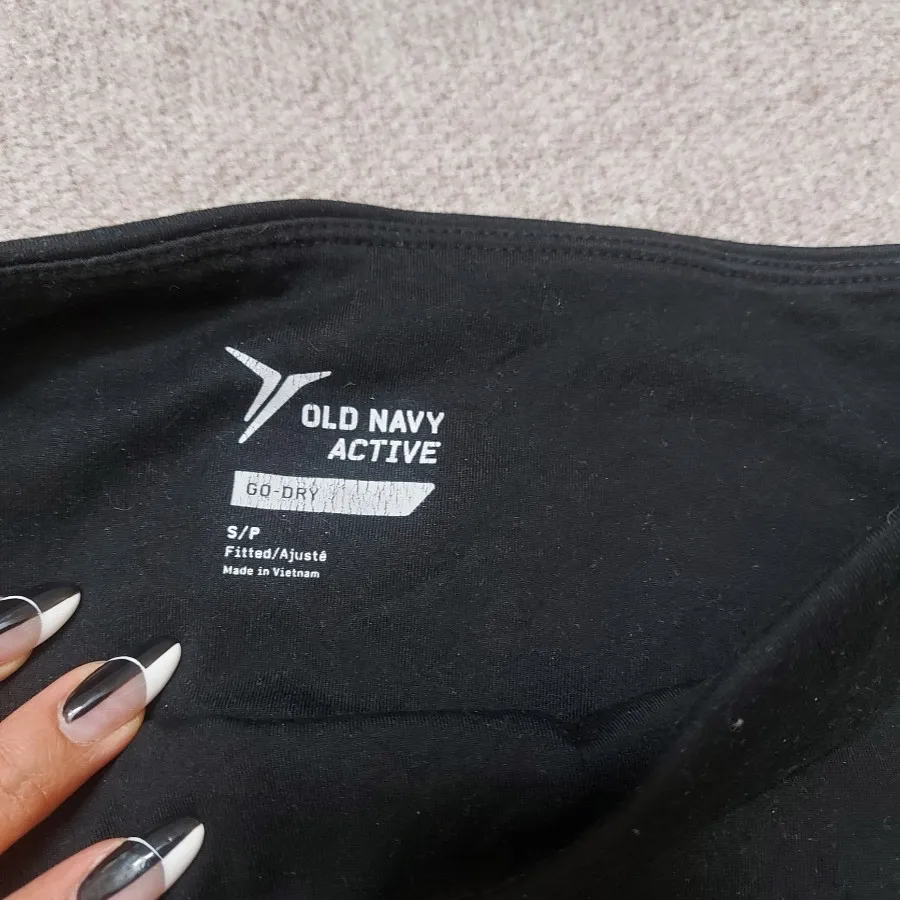 OLD NAVY
ACTIVE
GO-DRY
S/P
Fitted/Ajusté
Made in Vietnam